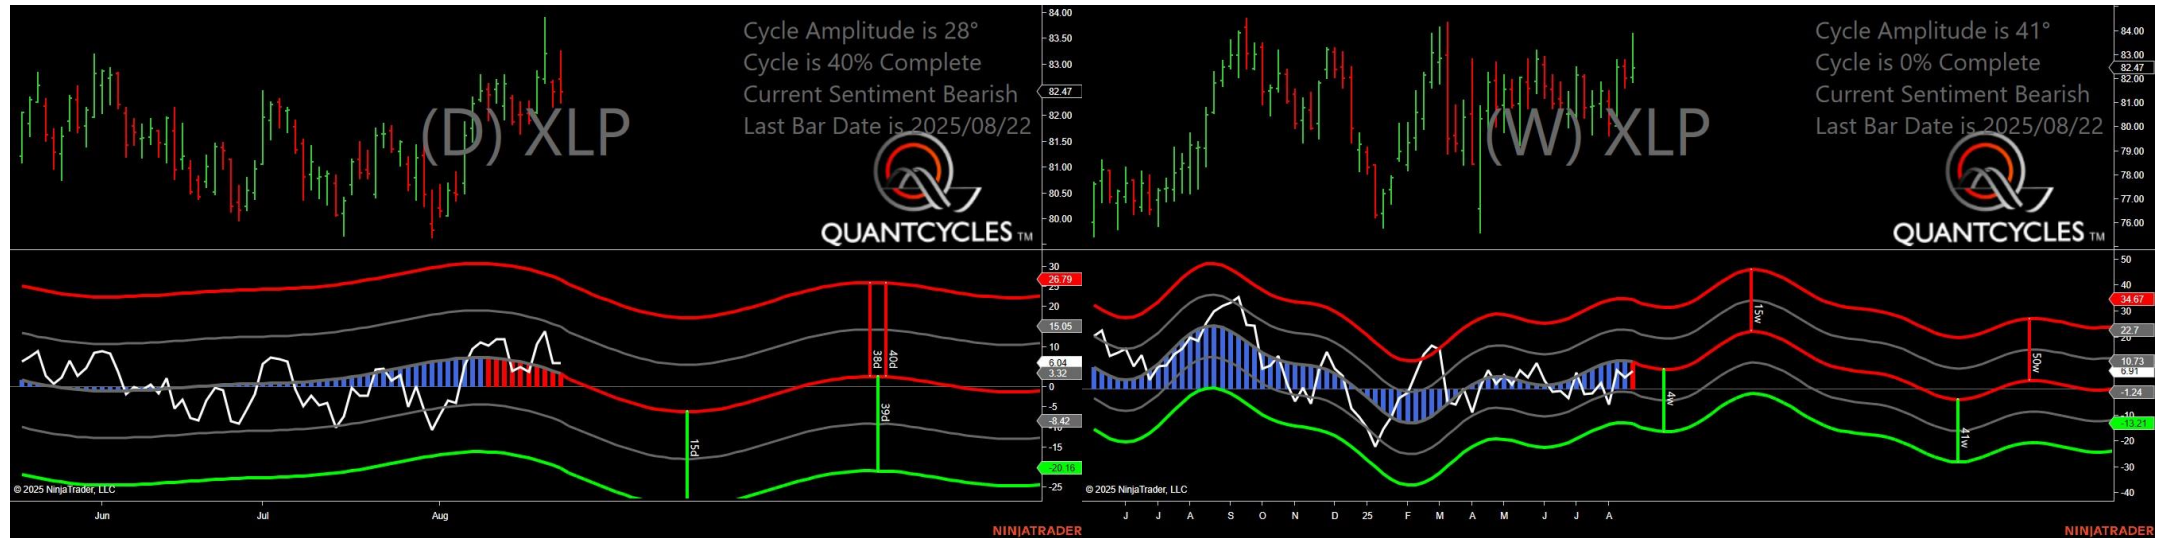 Cycle Amplitude is 28°
Cycle is 40% Complete
Current Sentiment Bearish
Last Bar Date is 2025/08/22
(D) XLP
QUANTCYCLES TM
84.00
83.50
83.00
82.47
82.00
81.50
81.00
80.50
80.00
30
26.79
25
20
15.05
10
6.04
3.32
0
-5
-8.42
-15
-20.16
-25
38d
40d
39d
15d
© 2025 NinjaTrader, LLC
Jun Jul Aug
NINJATRADER
Cycle Amplitude is 41°
Cycle is 0% Complete
Current Sentiment Bearish
Last Bar Date is 2025/08/22
(W) XLP
QUANTCYCLES TM
84.00
83.00
82.47
82.00
81.00
80.00
79.00
78.00
77.00
76.00
50
40
34.67
30
22.7
20
10.73
6.91
-1.24
-10
-13.21
-20
-30
-40
15w
50w
4w
41w
© 2025 NinjaTrader, LLC
J J A S O N D 25 F M A M J J A
NINJATRADER